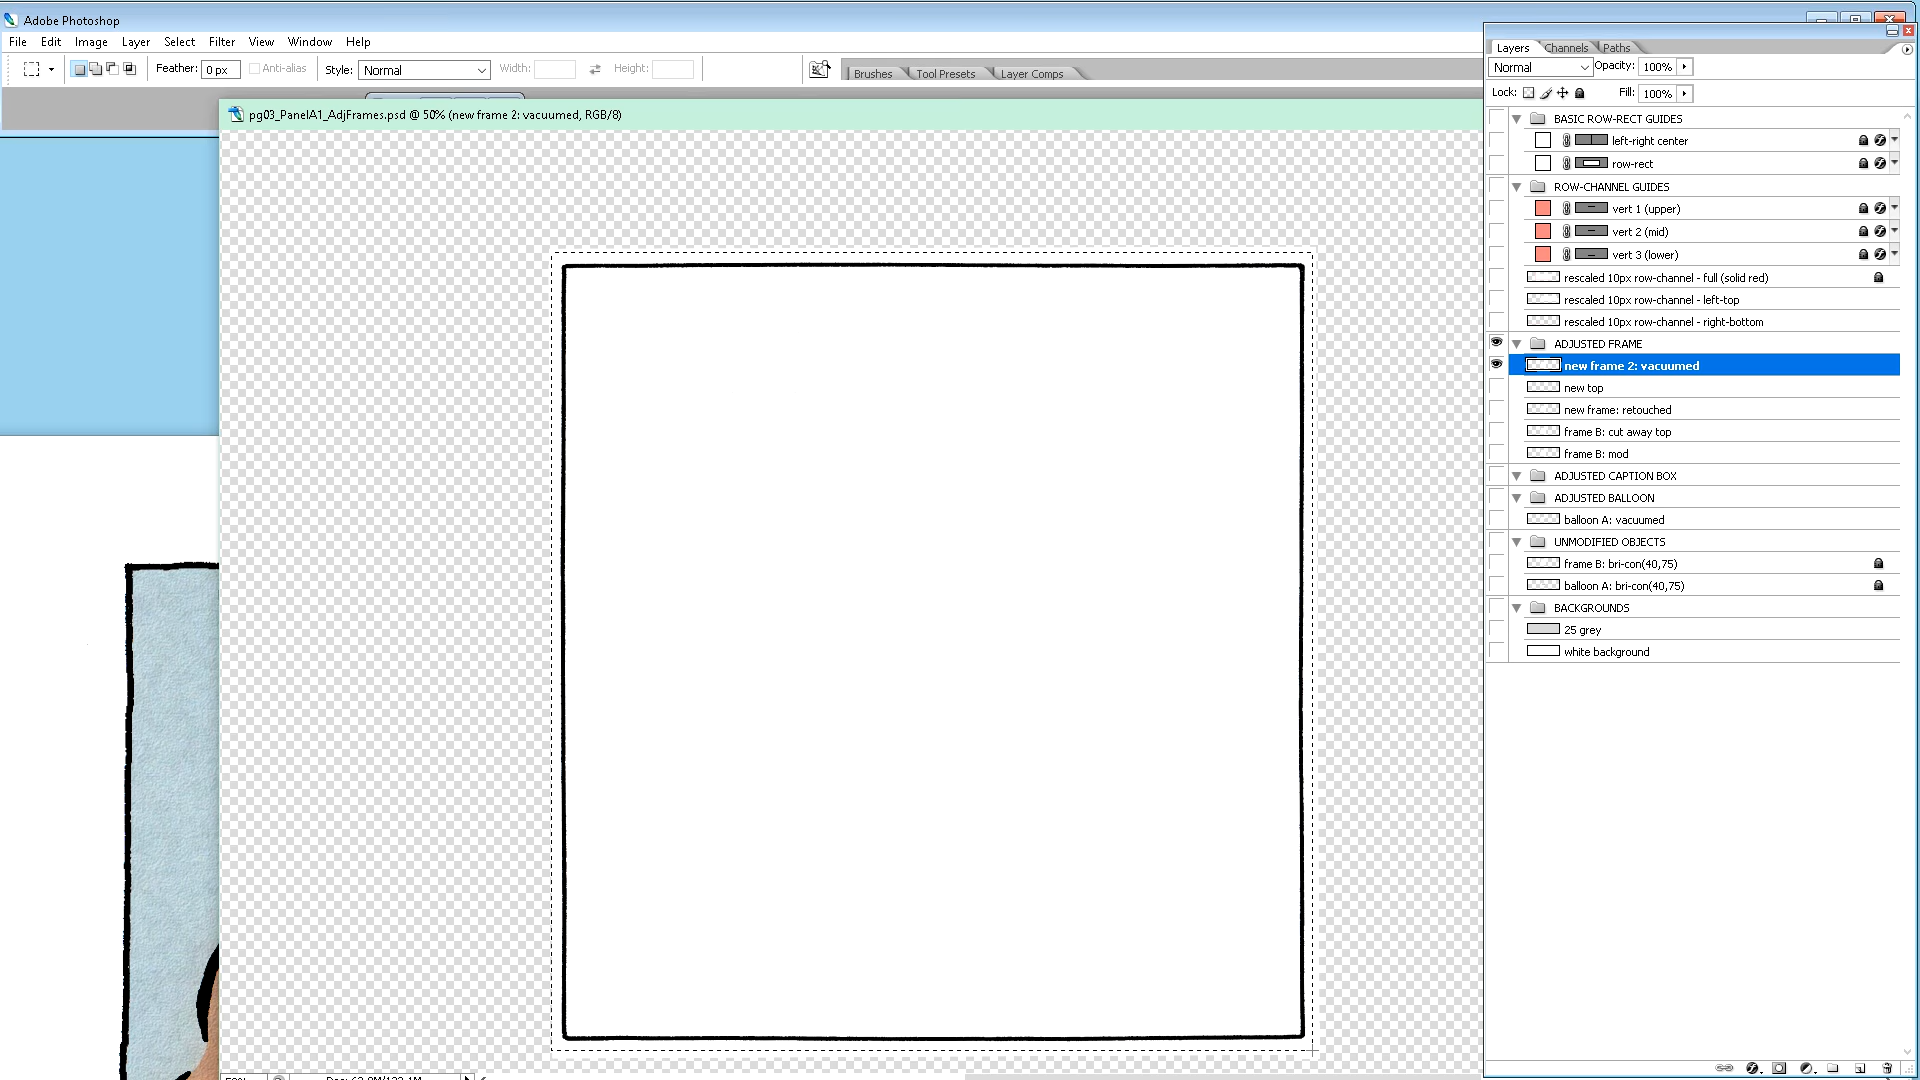 Adobe Photoshop
File Edit Image Layer Select Filter View Window Help
Feather: 0 px Anti-alias Style: Normal Width: Height: Brushes Tool Presets Layer Comps
pg03_PanelA1_AdjFrames.psd @ 50% (new frame 2: vacuumed, RGB/8)
Layers Channels Paths
Normal Opacity: 100%
Lock: Fill: 100%
BASIC ROW-RECT GUIDES
left-right center
row-rect
ROW-CHANNEL GUIDES
vert 1 (upper)
vert 2 (mid)
vert 3 (lower)
rescaled 10px row-channel - full (solid red)
rescaled 10px row-channel - left-top
rescaled 10px row-channel - right-bottom
ADJUSTED FRAME
new frame 2: vacuumed
new top
new frame: retouched
frame B: cut away top
frame B: mod
ADJUSTED CAPTION BOX
ADJUSTED BALLOON
balloon A: vacuumed
UNMODIFIED OBJECTS
frame B: bri-con(40,75)
balloon A: bri-con(40,75)
BACKGROUNDS
25 grey
white background